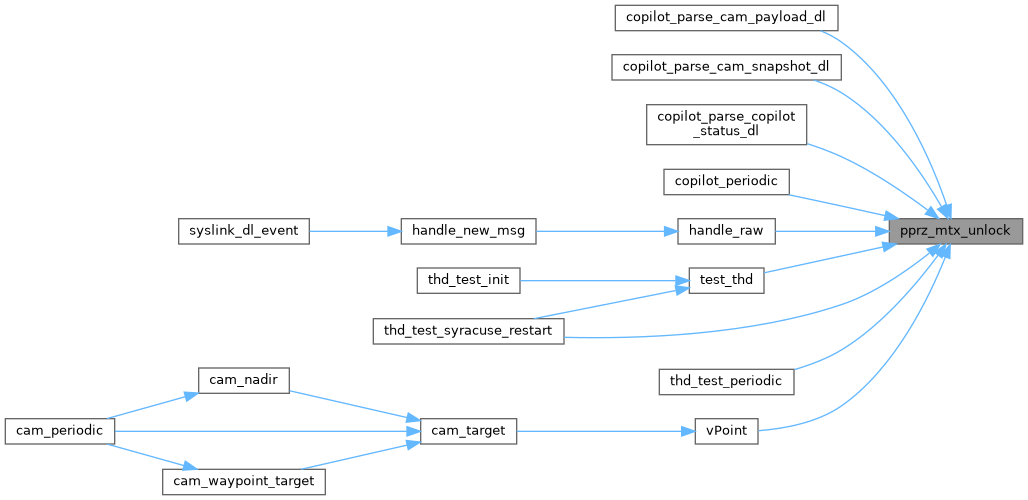 copilot_parse_cam_payload_dl
copilot_parse_cam_snapshot_dl
copilot_parse_copilot
_status_dl
copilot_periodic
syslink_dl_event
handle_new_msg
handle_raw
pprz_mtx_unlock
thd_test_init
test_thd
thd_test_syracuse_restart
cam_nadir
thd_test_periodic
cam_periodic
cam_target
vPoint
cam_waypoint_target